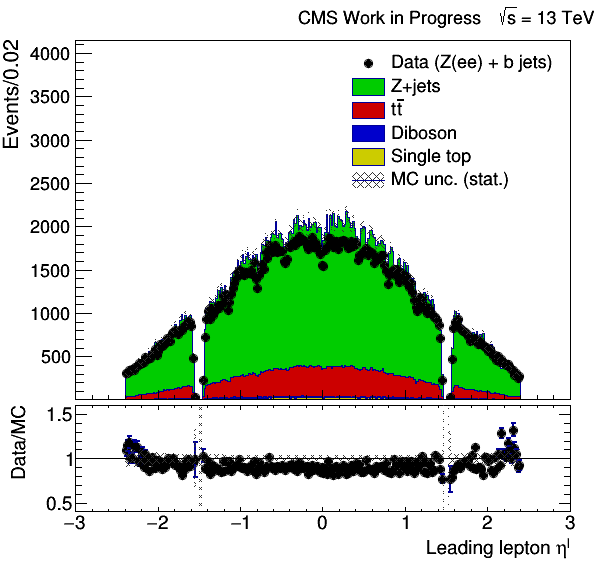 CMS Work in Progress √s = 13 TeV
Events/0.02
4000
3500
3000
2500
2000
1500
1000
500
Data (Z(ee) + b jets)
Z+jets
tt̅
Diboson
Single top
MC unc. (stat.)
Data/MC
1.5
1
0.5
−3 −2 −1 0 1 2 3
Leading lepton ηˡ